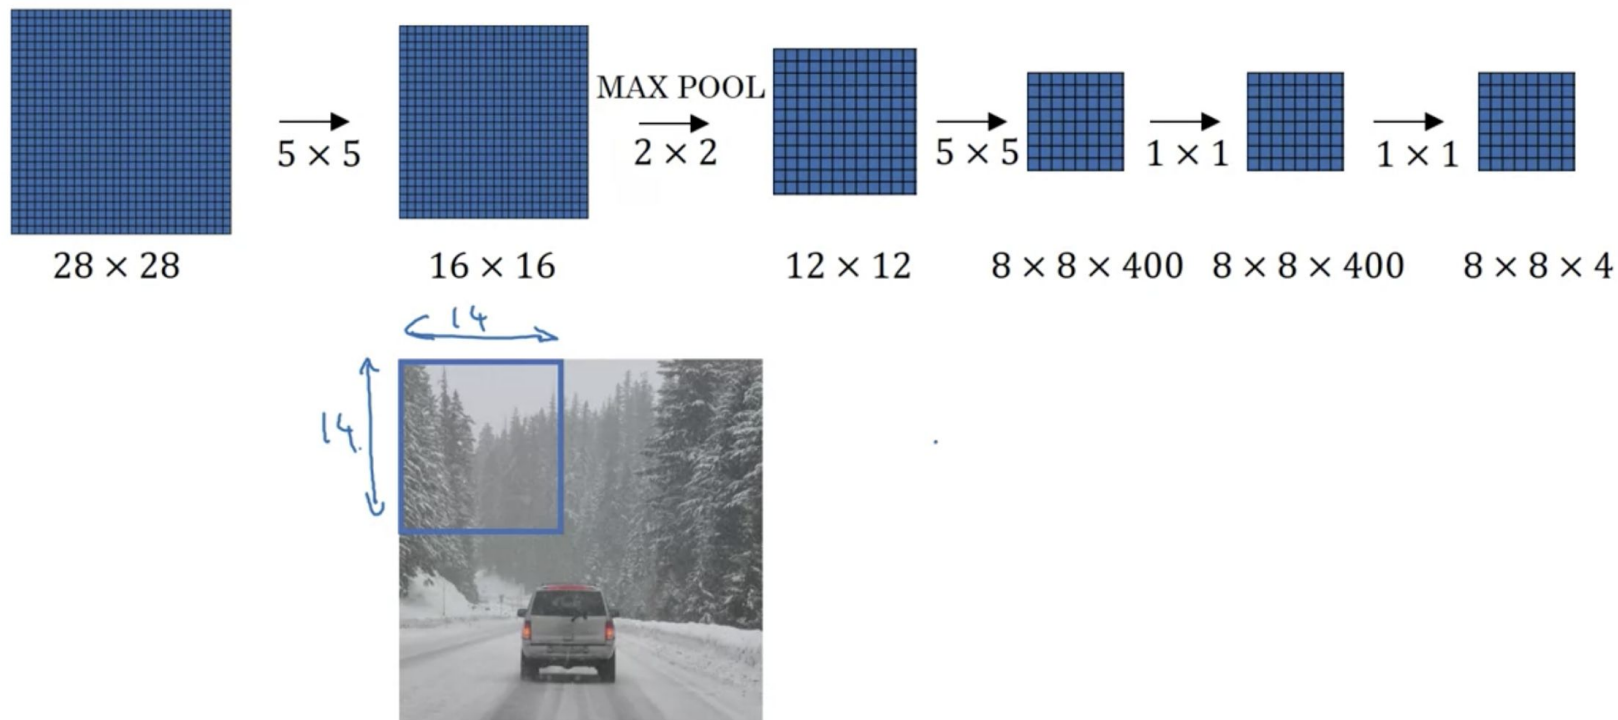 MAX POOL
5 × 5
2 × 2
5 × 5
1 × 1
1 × 1
28 × 28
16 × 16
12 × 12
8 × 8 × 400
8 × 8 × 400
8 × 8 × 4
14
14